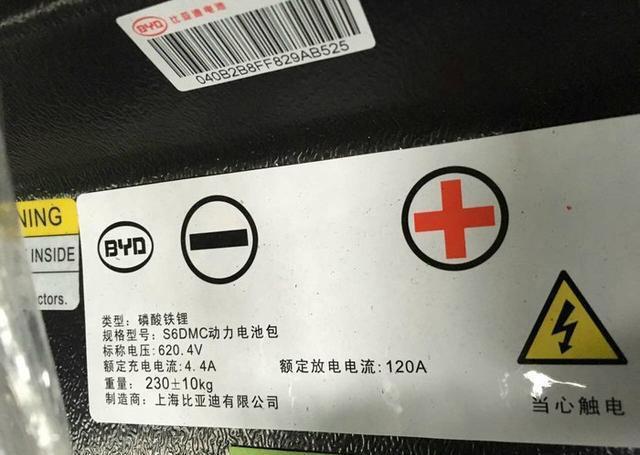 BYD 比亚迪电池
040B2B8FF829AB525
NING
INSIDE
ctors.
BYD
类型: 磷酸铁锂
规格型号: S6DMC动力电池包
标称电压:620.4V
额定充电电流:4.4A
额定放电电流:120A
重量: 230±10kg
制造商: 上海比亚迪有限公司
当心触电